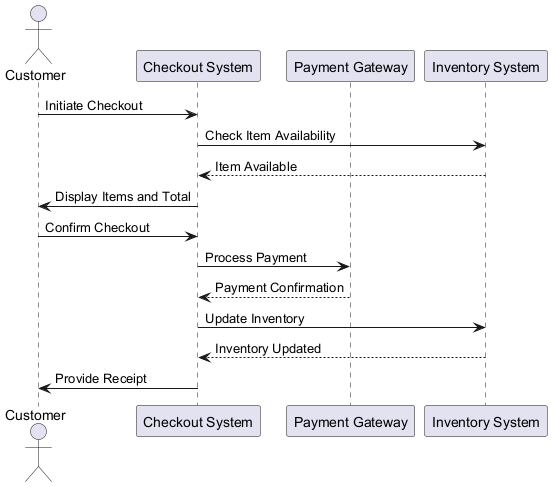 Customer
Checkout System
Payment Gateway
Inventory System
Initiate Checkout
Check Item Availability
Item Available
Display Items and Total
Confirm Checkout
Process Payment
Payment Confirmation
Update Inventory
Inventory Updated
Provide Receipt
Customer
Checkout System
Payment Gateway
Inventory System